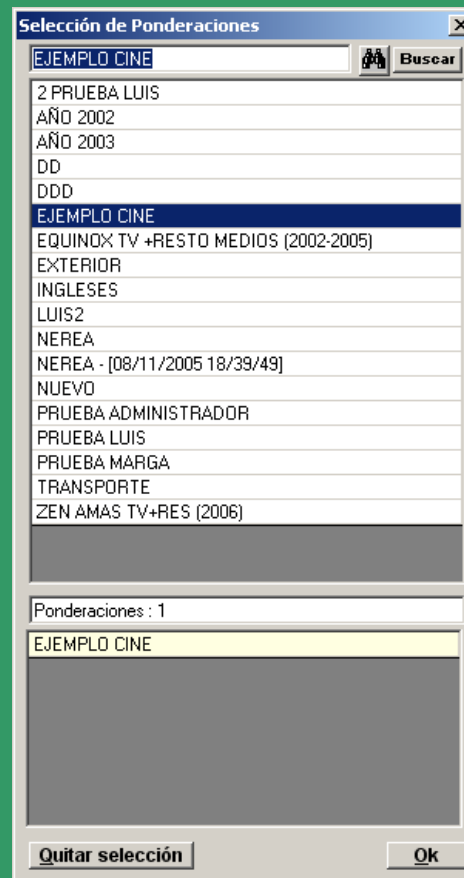 Selección de Ponderaciones
EJEMPLO CINE
Buscar
2 PRUEBA LUIS
AÑO 2002
AÑO 2003
DD
DDD
EJEMPLO CINE
EQUINOX TV +RESTO MEDIOS (2002-2005)
EXTERIOR
INGLESES
LUIS2
NEREA
NEREA - [08/11/2005 18/39/49]
NUEVO
PRUEBA ADMINISTRADOR
PRUEBA LUIS
PRUEBA MARGA
TRANSPORTE
ZEN AMAS TV+RES (2006)
Ponderaciones : 1
EJEMPLO CINE
Quitar selección
Ok